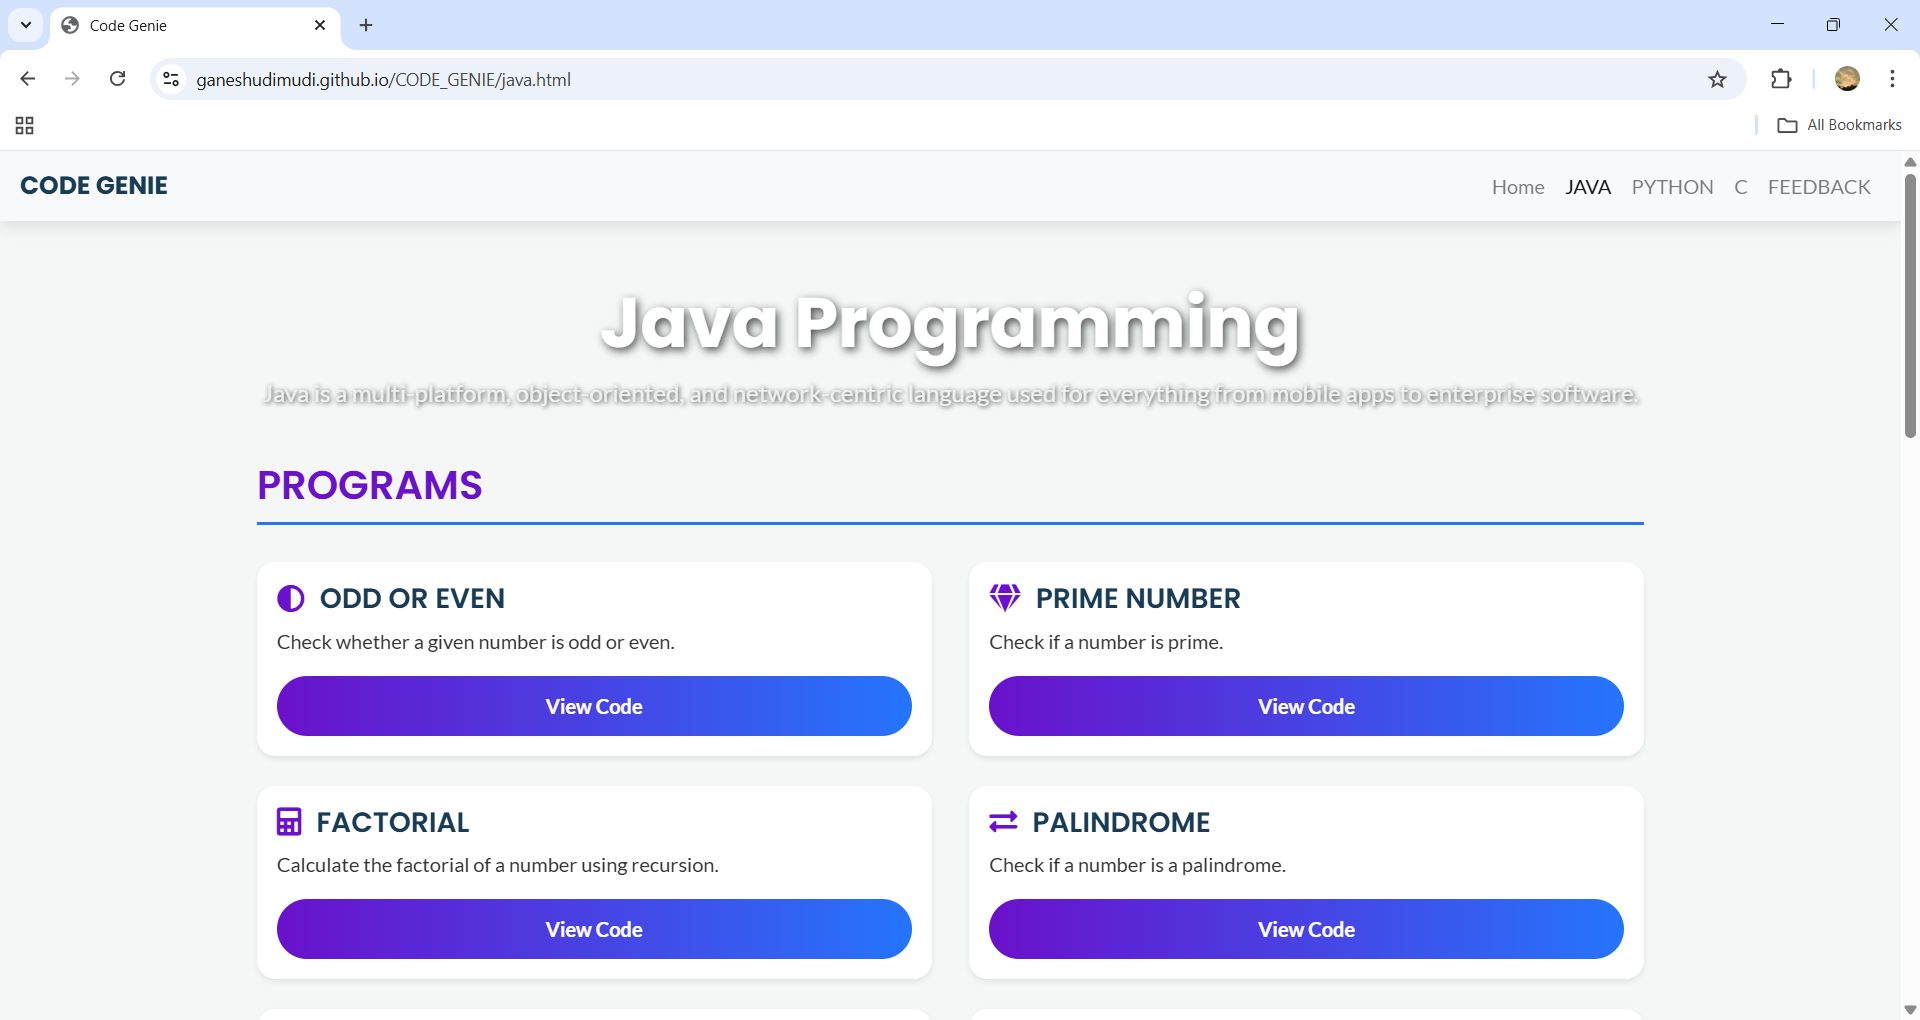 Code Genie
ganeshudimudi.github.io/CODE_GENIE/java.html
All Bookmarks
CODE GENIE
Home JAVA PYTHON C FEEDBACK
Java Programming
Java is a multi-platform, object-oriented, and network-centric language used for everything from mobile apps to enterprise software.
PROGRAMS
ODD OR EVEN
Check whether a given number is odd or even.
View Code
PRIME NUMBER
Check if a number is prime.
View Code
FACTORIAL
Calculate the factorial of a number using recursion.
View Code
PALINDROME
Check if a number is a palindrome.
View Code